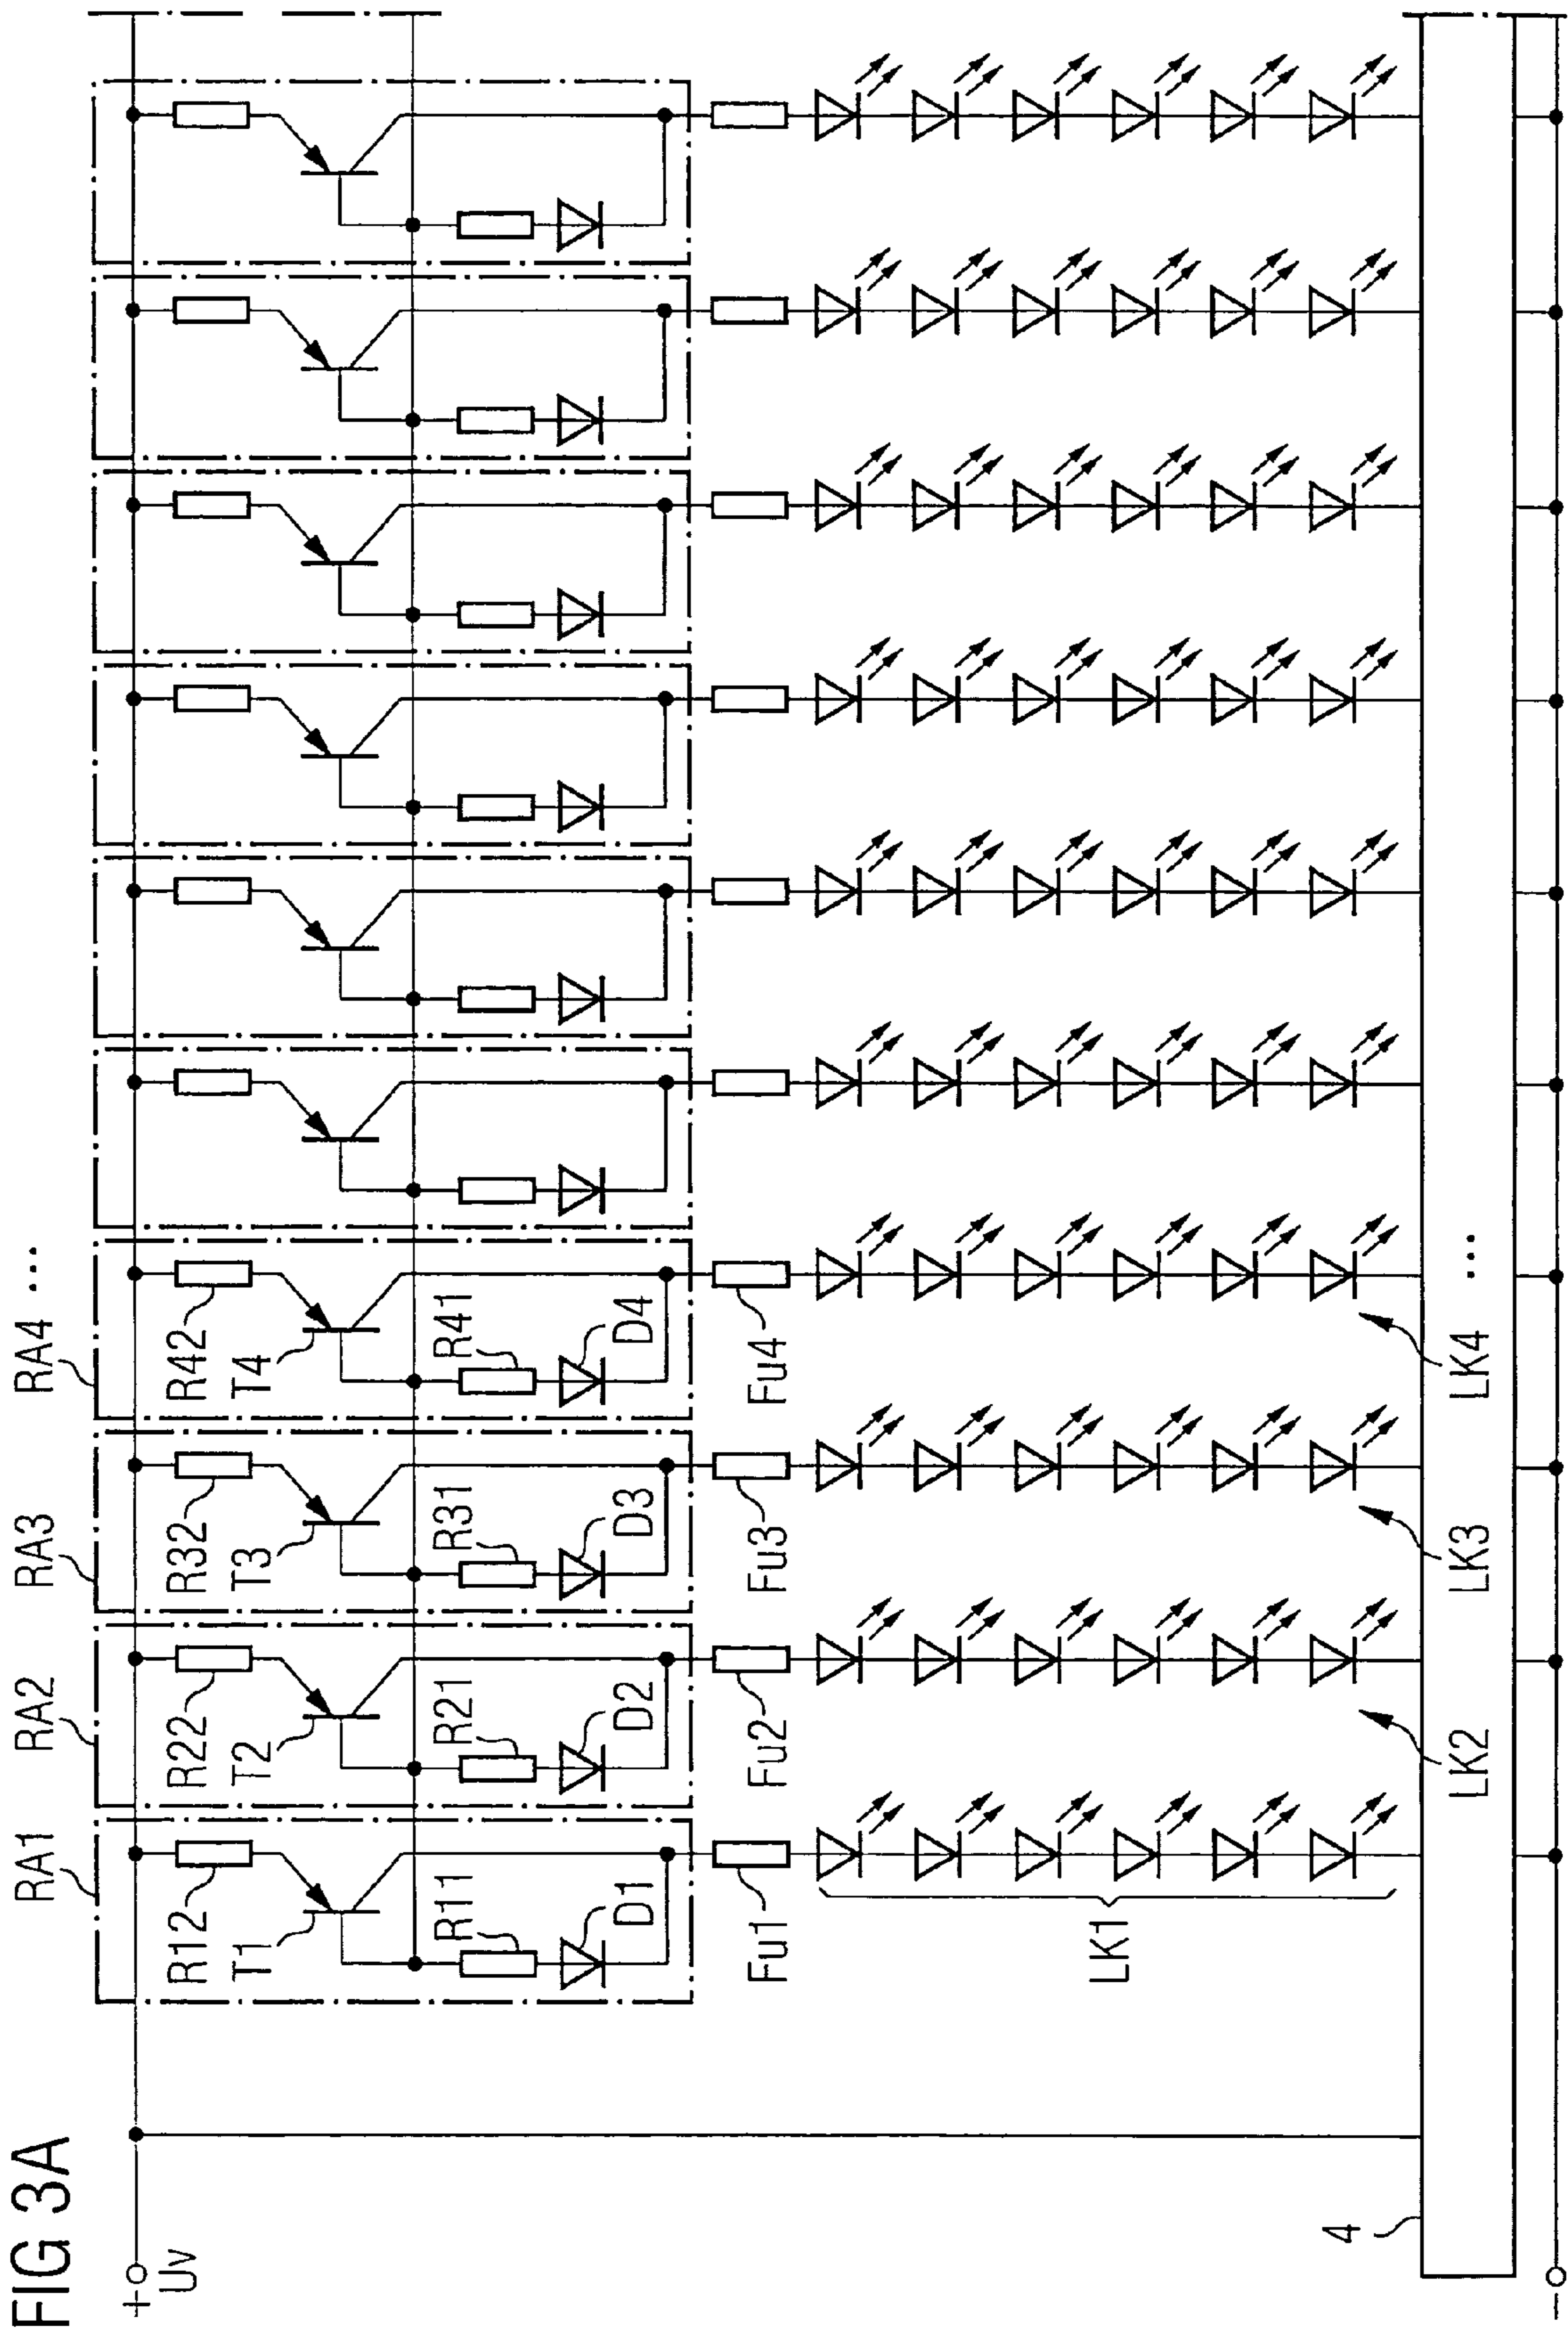 FIG 3A
RA1
RA2
RA3
RA4 ...
+
Uv
R12
R22
R32
R42
T1
T2
T3
T4
R11
R21
R31
R41
D1
D2
D3
D4
Fu1
Fu2
Fu3
Fu4
LK1
4
LK2
LK3
LK4
...
–